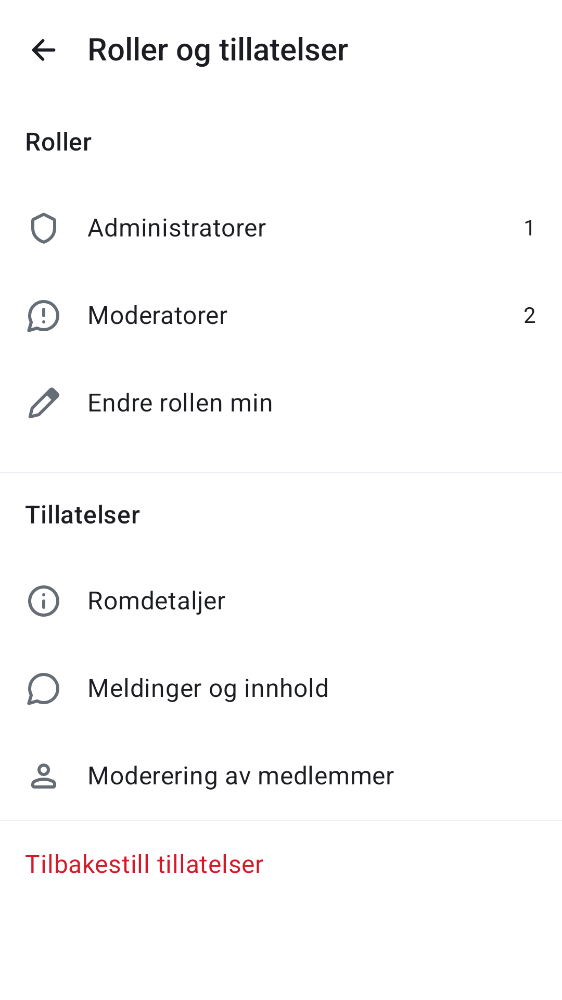 Roller og tillatelser
Roller
Administratorer 1
Moderatorer 2
Endre rollen min
Tillatelser
Romdetaljer
Meldinger og innhold
Moderering av medlemmer
Tilbakestill tillatelser